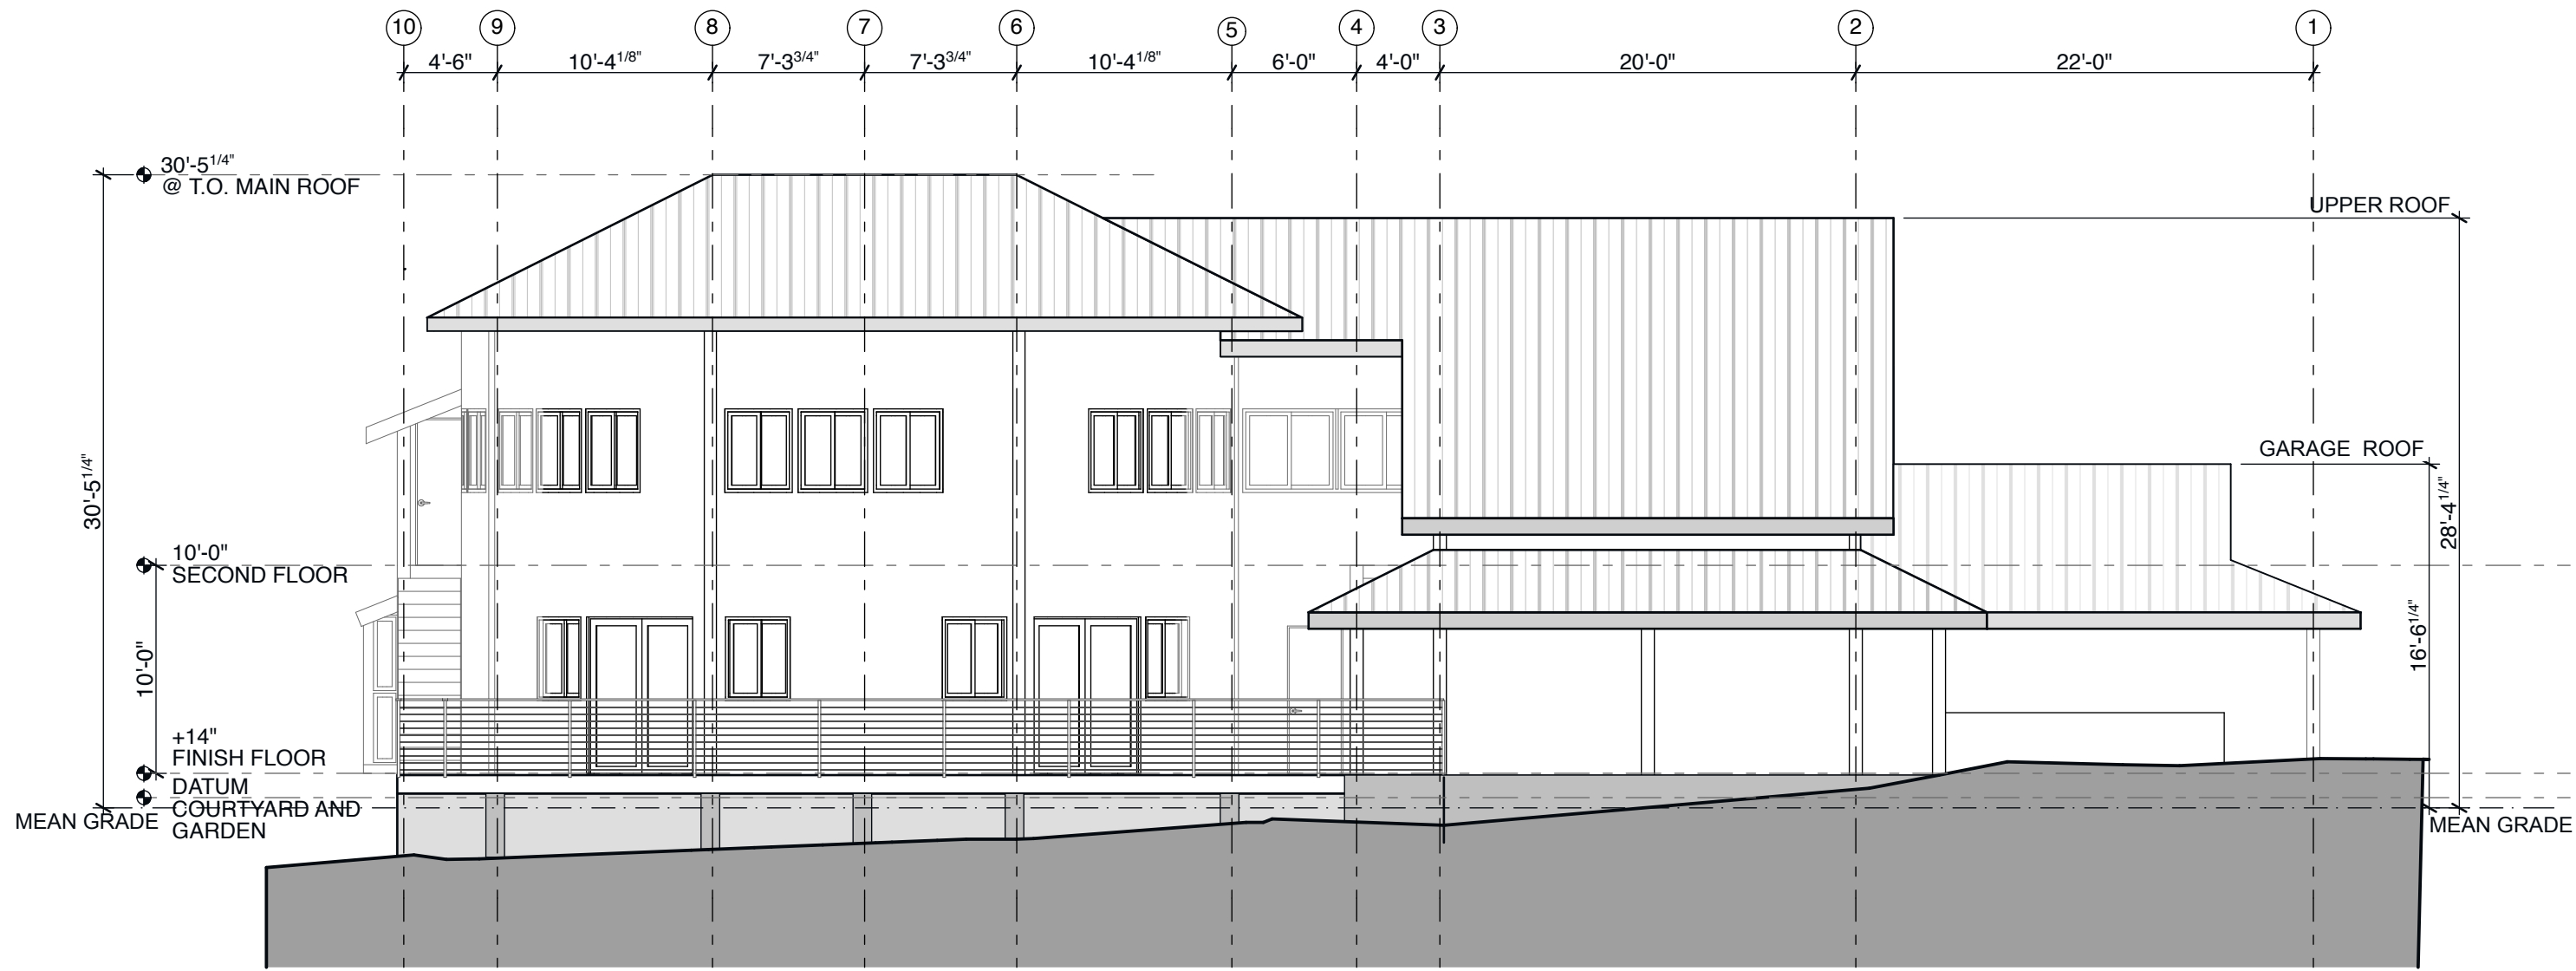 10 9 8 7 6 5 4 3 2 1
4'-6" 10'-4 1/8" 7'-3 3/4" 7'-3 3/4" 10'-4 1/8" 6'-0" 4'-0" 20'-0" 22'-0"
30'-5 1/4"
@ T.O. MAIN ROOF
UPPER ROOF
GARAGE ROOF
30'-5 1/4"
28'-4 1/4"
10'-0"
SECOND FLOOR
10'-0"
16'-6 1/4"
+14"
FINISH FLOOR
DATUM
COURTYARD AND
GARDEN
MEAN GRADE
MEAN GRADE